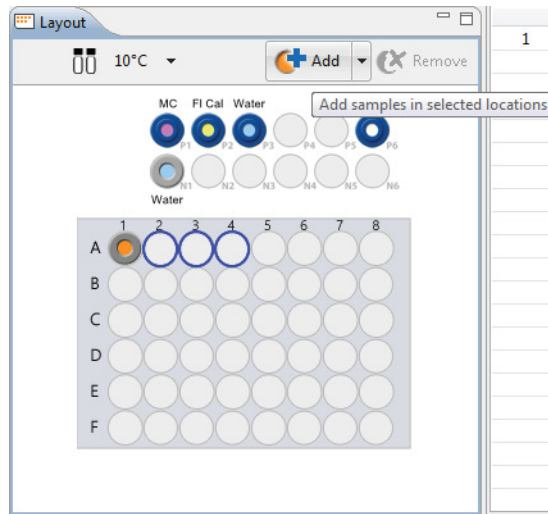 Layout
1
10°C
Add
Remove
Add samples in selected locations
MC FI Cal Water
P1 P2 P3 P4 P5 P6
N1 N2 N3 N4 N5 N6
Water
1 2 3 4 5 6 7 8
A
B
C
D
E
F